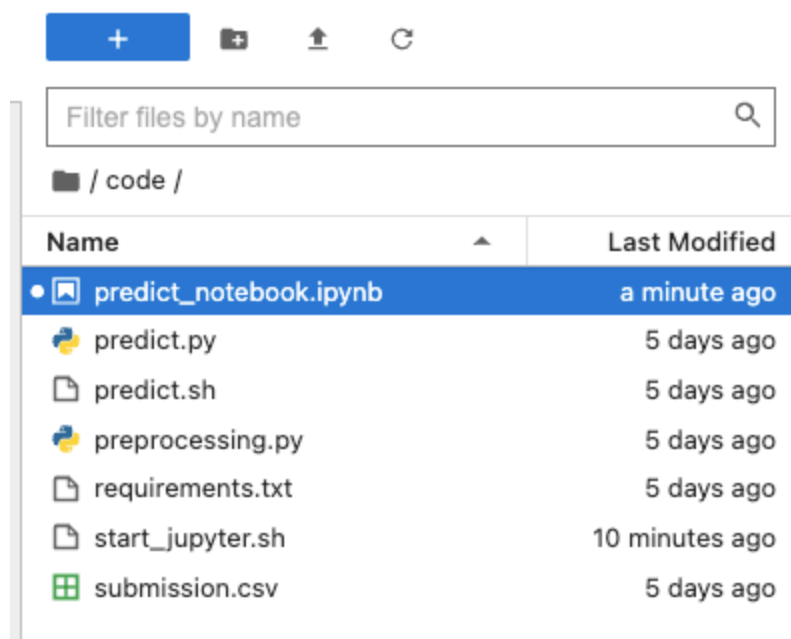 +
Filter files by name
/ code /
Name Last Modified
predict_notebook.ipynb a minute ago
predict.py 5 days ago
predict.sh 5 days ago
preprocessing.py 5 days ago
requirements.txt 5 days ago
start_jupyter.sh 10 minutes ago
submission.csv 5 days ago